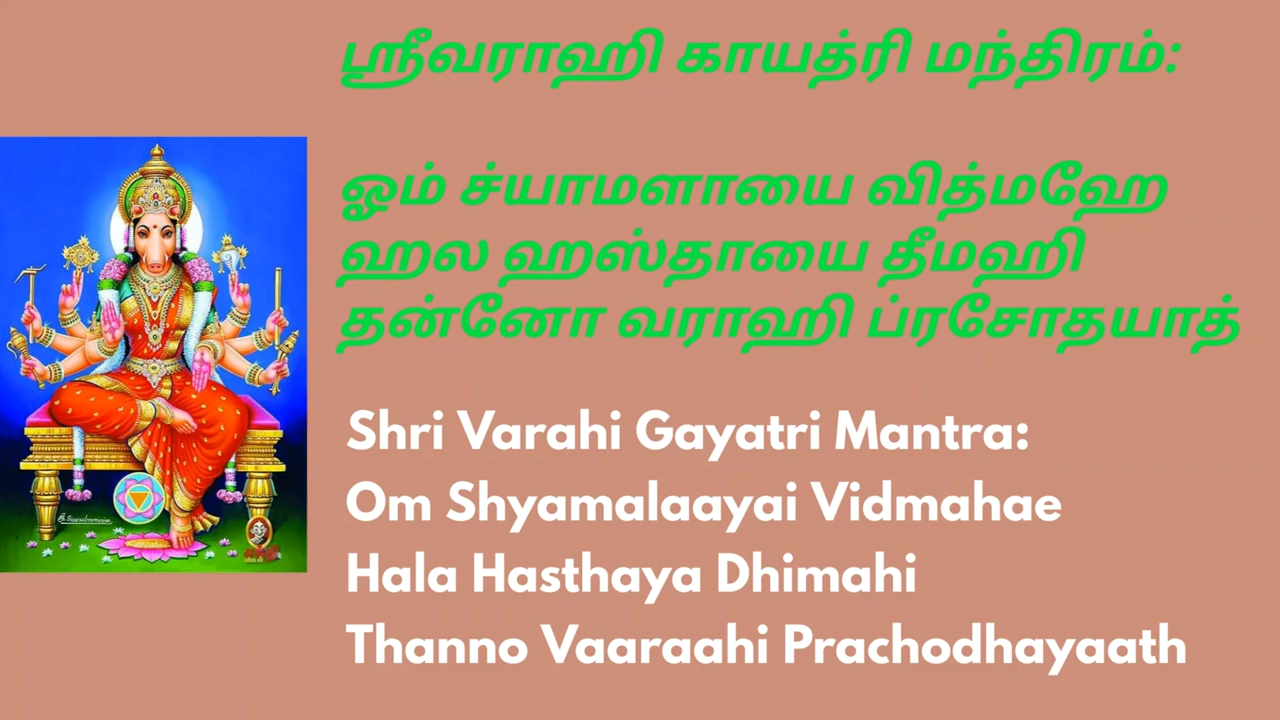 ஸ்ரீவராஹி காயத்ரி மந்திரம்:
ஓம் ச்யாமளாயை வித்மஹே
ஹல ஹஸ்தாயை தீமஹி
தன்னோ வராஹி ப்ரசோதயாத்
Shri Varahi Gayatri Mantra:
Om Shyamalaayai Vidmahae
Hala Hasthaya Dhimahi
Thanno Vaaraahi Prachodhayaath